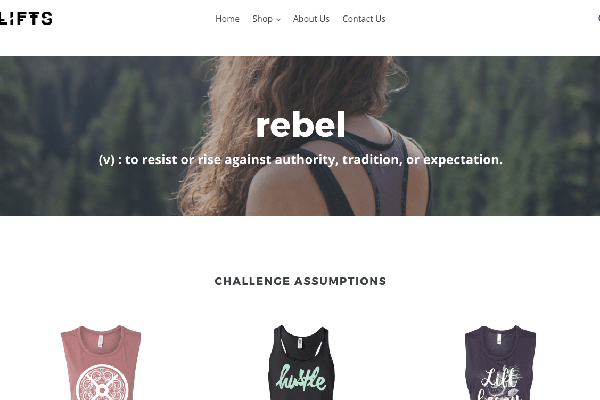 LIFTS
Home Shop About Us Contact Us
rebel
(v) : to resist or rise against authority, tradition, or expectation.
CHALLENGE ASSUMPTIONS
hustle
Lift
heavy